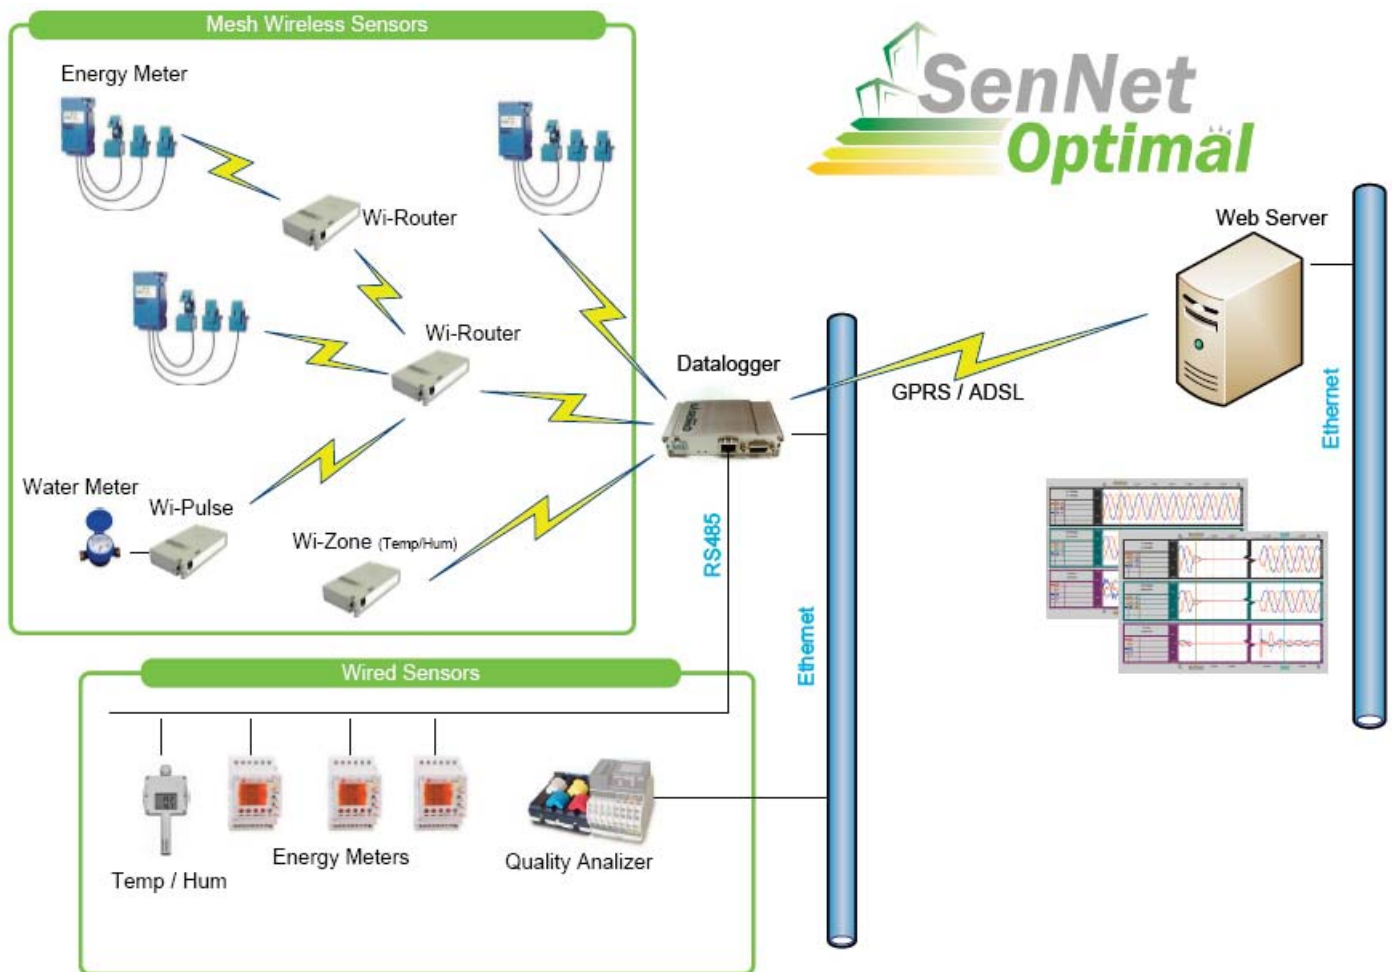 Mesh Wireless Sensors
Energy Meter
SenNet
Optimal
Wi-Router
Web Server
Wi-Router
Datalogger
GPRS / ADSL
Ethernet
Water Meter
Wi-Pulse
Wi-Zone (Temp/Hum)
RS485
Ethernet
Wired Sensors
Energy Meters
Quality Analizer
Temp / Hum